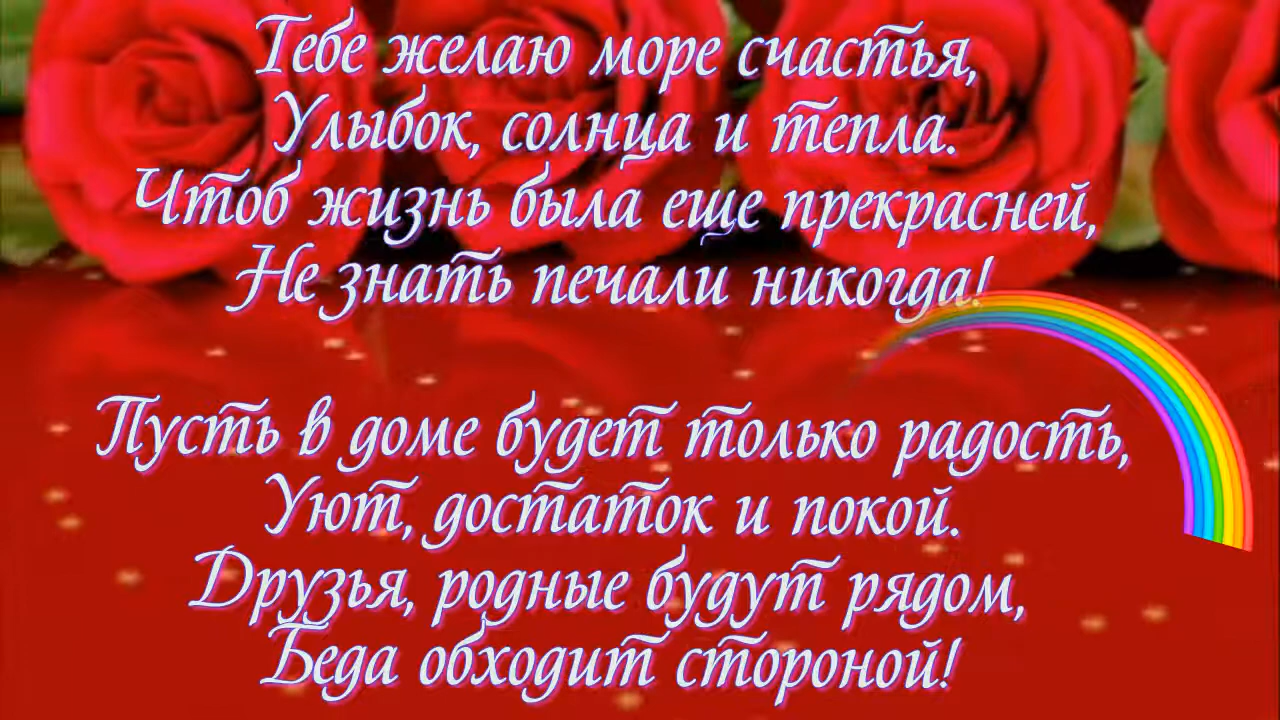 Тебе желаю море счастья,
Улыбок, солнца и тепла.
Чтоб жизнь была еще прекрасней,
Не знать печали никогда!
Пусть в доме будет только радость,
Уют, достаток и покой.
Друзья, родные будут рядом,
Беда обходит стороной!